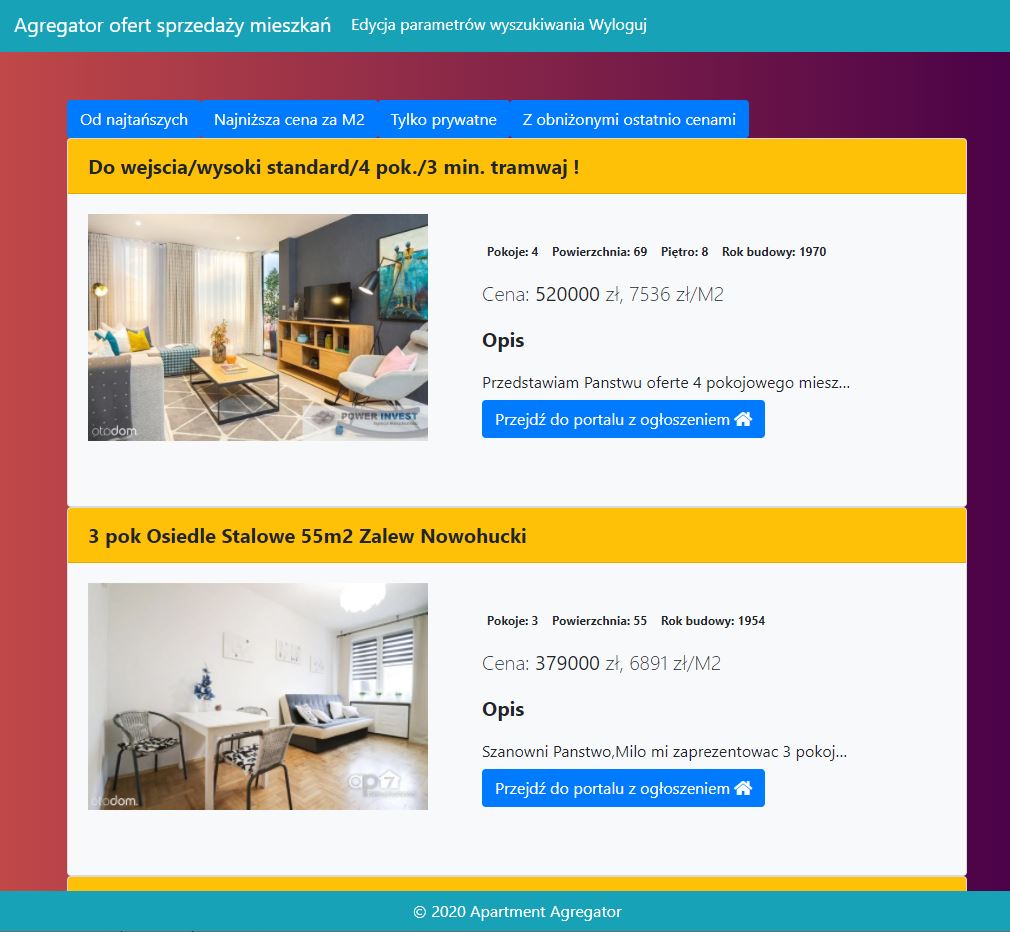 Agregator ofert sprzedaży mieszkań Edycja parametrów wyszukiwania Wyloguj
Od najtańszych Najniższa cena za M2 Tylko prywatne Z obniżonymi ostatnio cenami
Do wejscia/wysoki standard/4 pok./3 min. tramwaj !
Pokoje: 4 Powierzchnia: 69 Piętro: 8 Rok budowy: 1970
Cena: 520000 zł, 7536 zł/M2
Opis
Przedstawiam Panstwu oferte 4 pokojowego miesz...
Przejdź do portalu z ogłoszeniem
POWER INVEST
otodom
3 pok Osiedle Stalowe 55m2 Zalew Nowohucki
Pokoje: 3 Powierzchnia: 55 Rok budowy: 1954
Cena: 379000 zł, 6891 zł/M2
Opis
Szanowni Panstwo,Milo mi zaprezentowac 3 pokoj...
Przejdź do portalu z ogłoszeniem
otodom
© 2020 Apartment Agregator